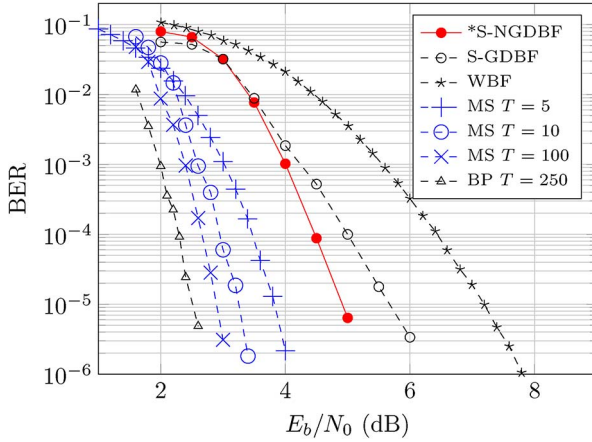 10⁻¹
10⁻²
10⁻³
10⁻⁴
10⁻⁵
10⁻⁶
BER
2
4
6
8
E_b/N_0 (dB)
*S-NGDBF
S-GDBF
WBF
MS T = 5
MS T = 10
MS T = 100
BP T = 250